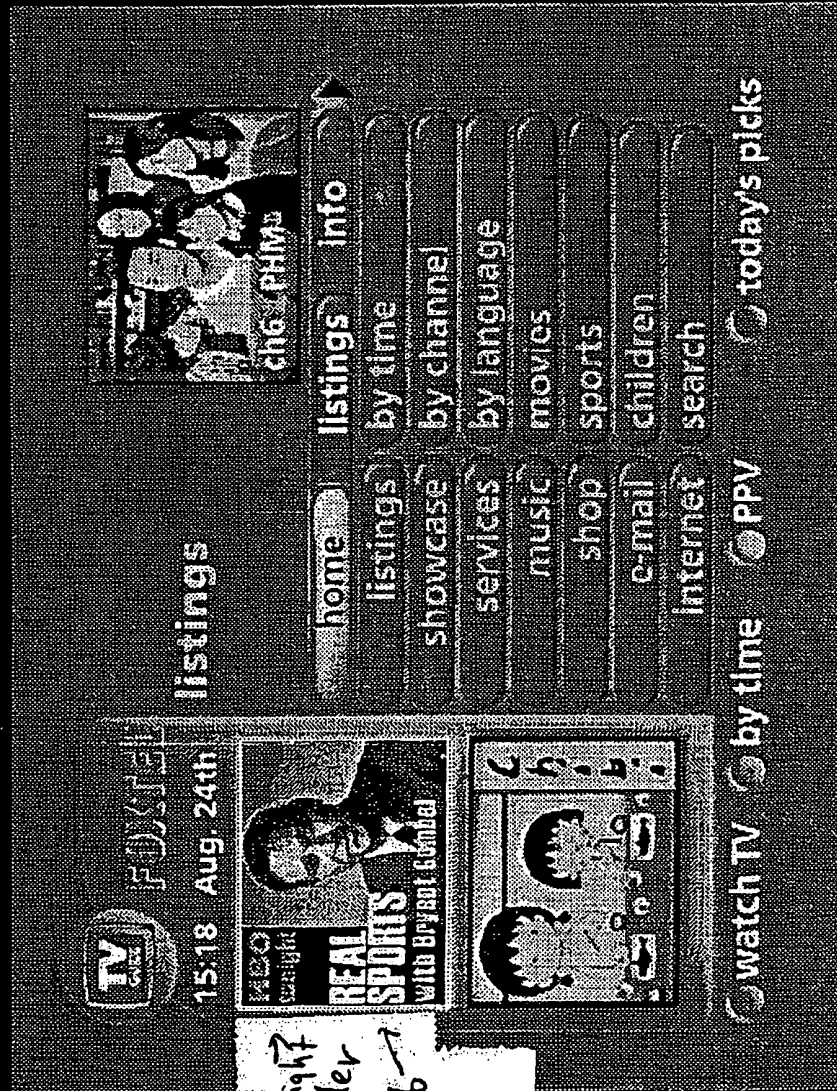 TV
GUIDE
FOXTEL
15:18 Aug. 24th
listings
ch6 PHMu
HBO
tonight
REAL
SPORTS
with Bryant Gumbel
home listings info
listings by time
showcase by channel
services by language
music movies
shop sports
e-mail children
internet search
watch TV by time PPV today's picks